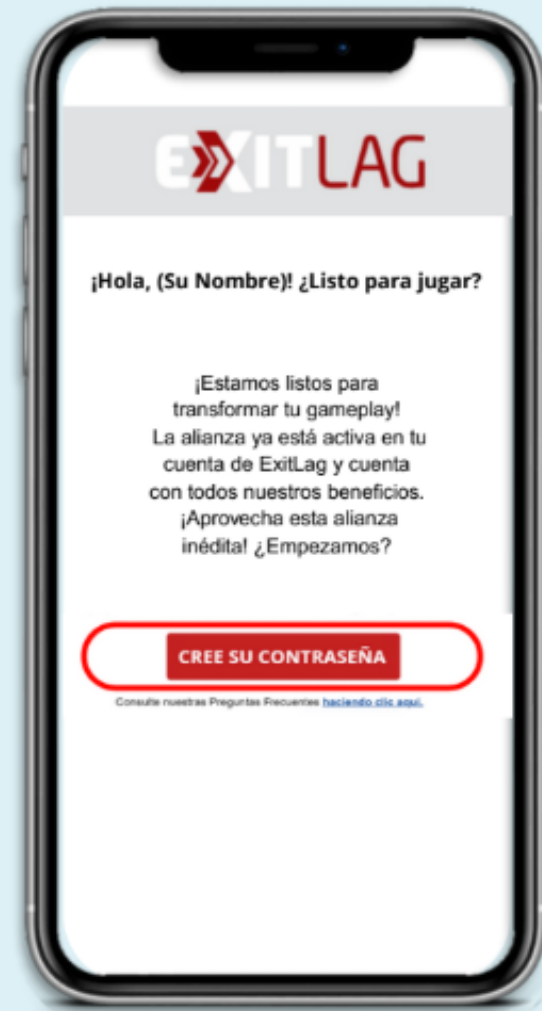 EXITLAG
¡Hola, (Su Nombre)! ¿Listo para jugar?
¡Estamos listos para
transformar tu gameplay!
La alianza ya está activa en tu
cuenta de ExitLag y cuenta
con todos nuestros beneficios.
¡Aprovecha esta alianza
inédita! ¿Empezamos?
CREE SU CONTRASEÑA
Consulte nuestras Preguntas Frecuentes haciendo clic aquí.